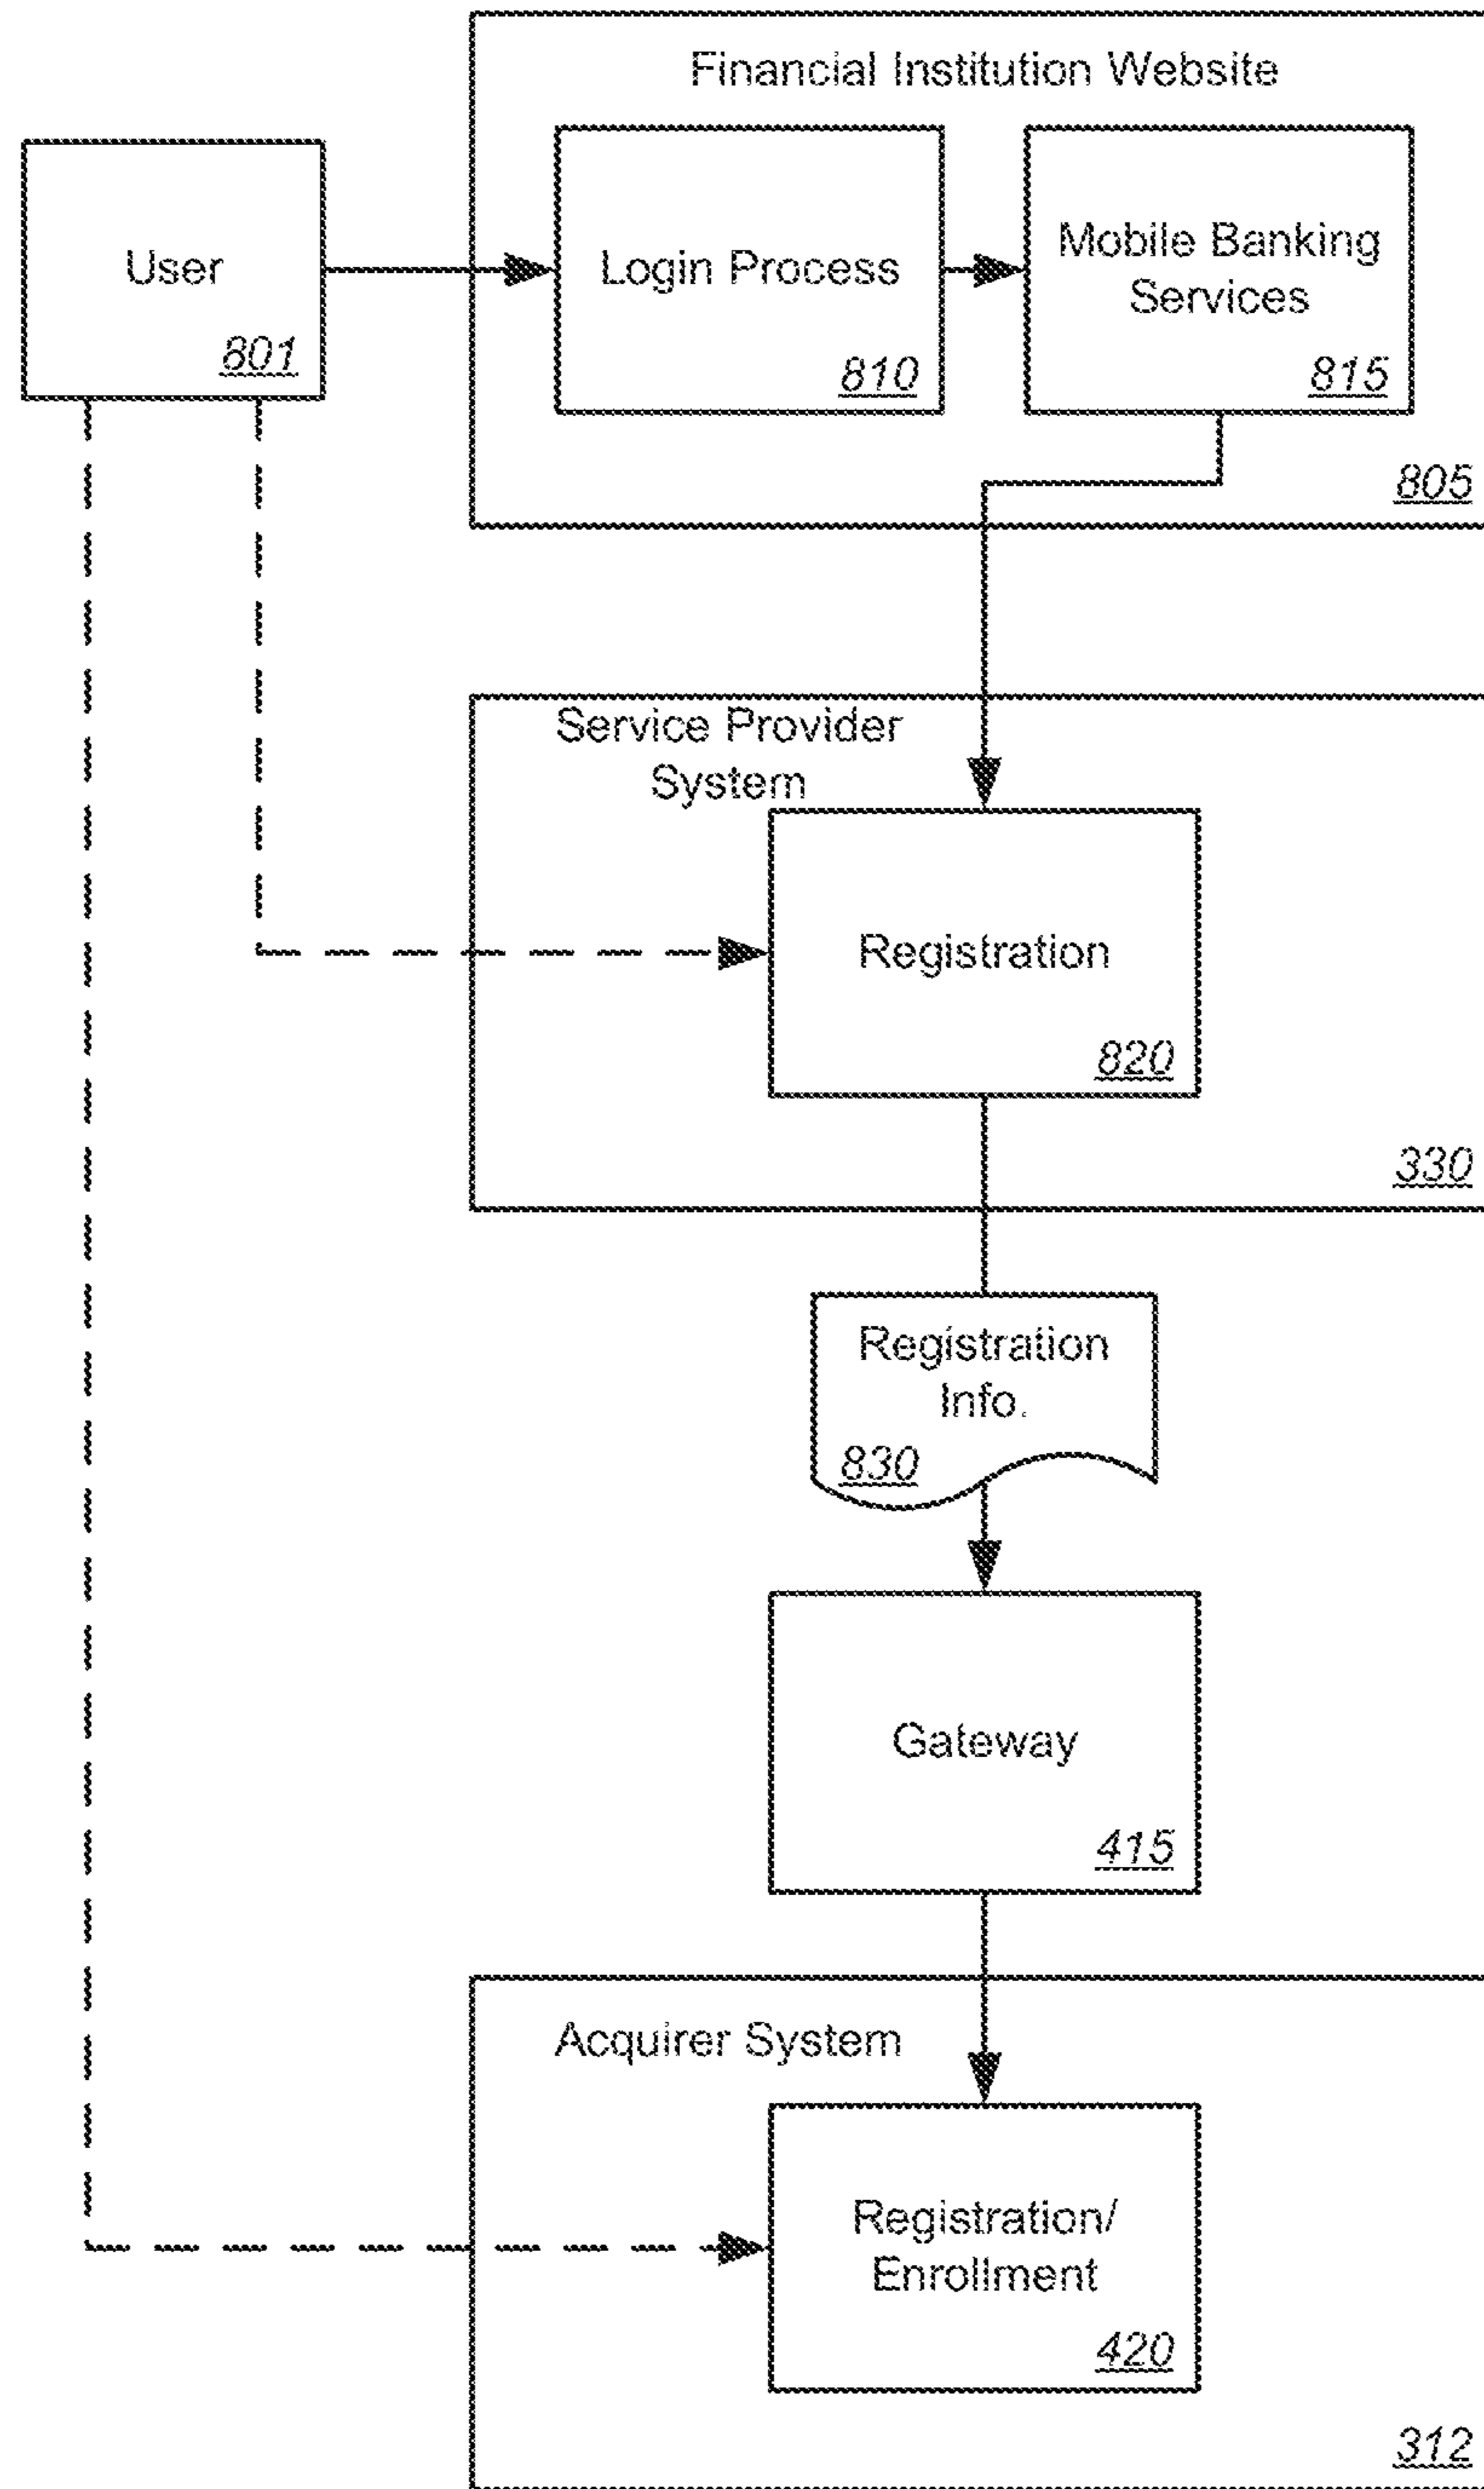 Financial Institution Website
User
801
Login Process
810
Mobile Banking
Services
815
805
Service Provider
System
Registration
820
330
Registration
Info.
830
Gateway
415
Acquirer System
Registration/
Enrollment
420
312